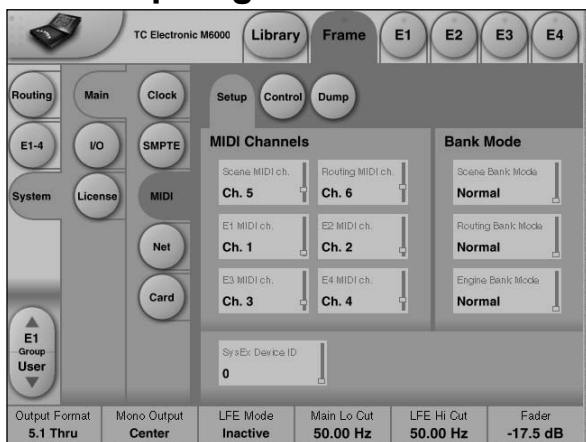 TC Electronic M6000
Library
Frame
E1
E2
E3
E4
Routing
Main
Clock
Setup
Control
Dump
E1-4
I/O
SMPTE
MIDI Channels
Bank Mode
System
License
MIDI
Scene MIDI ch.
Ch. 5
Routing MIDI ch.
Ch. 6
Scene Bank Mode
Normal
Net
E1 MIDI ch.
Ch. 1
E2 MIDI ch.
Ch. 2
Routing Bank Mode
Normal
Card
E3 MIDI ch.
Ch. 3
E4 MIDI ch.
Ch. 4
Engine Bank Mode
Normal
E1
Group
User
SysEx Device ID
0
Output Format
5.1 Thru
Mono Output
Center
LFE Mode
Inactive
Main Lo Cut
50.00 Hz
LFE Hi Cut
50.00 Hz
Fader
-17.5 dB